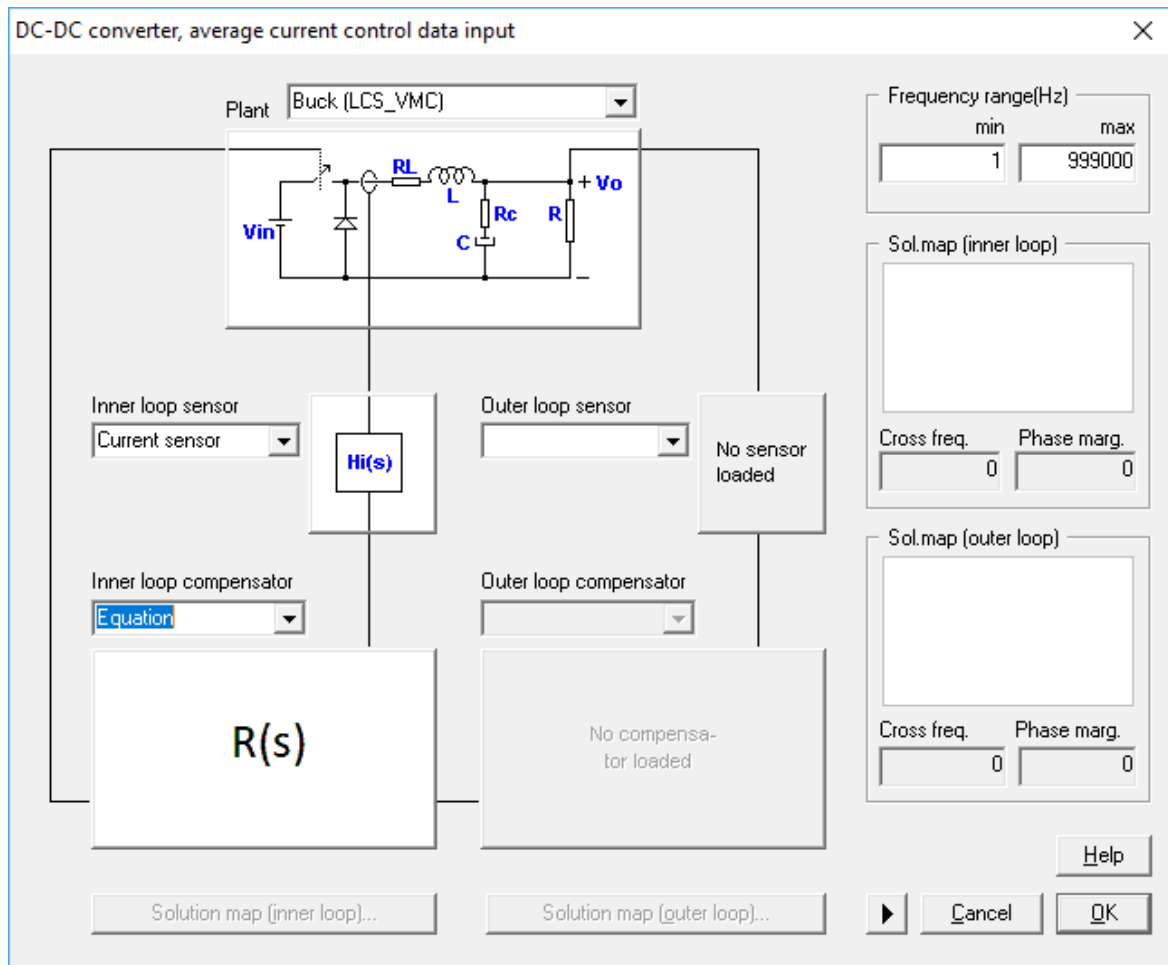 DC-DC converter, average current control data input
Plant
Buck (LCS_VMC)
RL
L
+ Vo
Rc
R
Vin
C
–
Frequency range(Hz)
min
max
1
999000
Sol.map (inner loop)
Cross freq.
Phase marg.
0
0
Inner loop sensor
Current sensor
Hi(s)
Outer loop sensor
No sensor
loaded
Sol.map (outer loop)
Cross freq.
Phase marg.
0
0
Inner loop compensator
Equation
R(s)
Outer loop compensator
No compensa-
tor loaded
Help
Solution map (inner loop)...
Solution map (outer loop)...
Cancel
OK